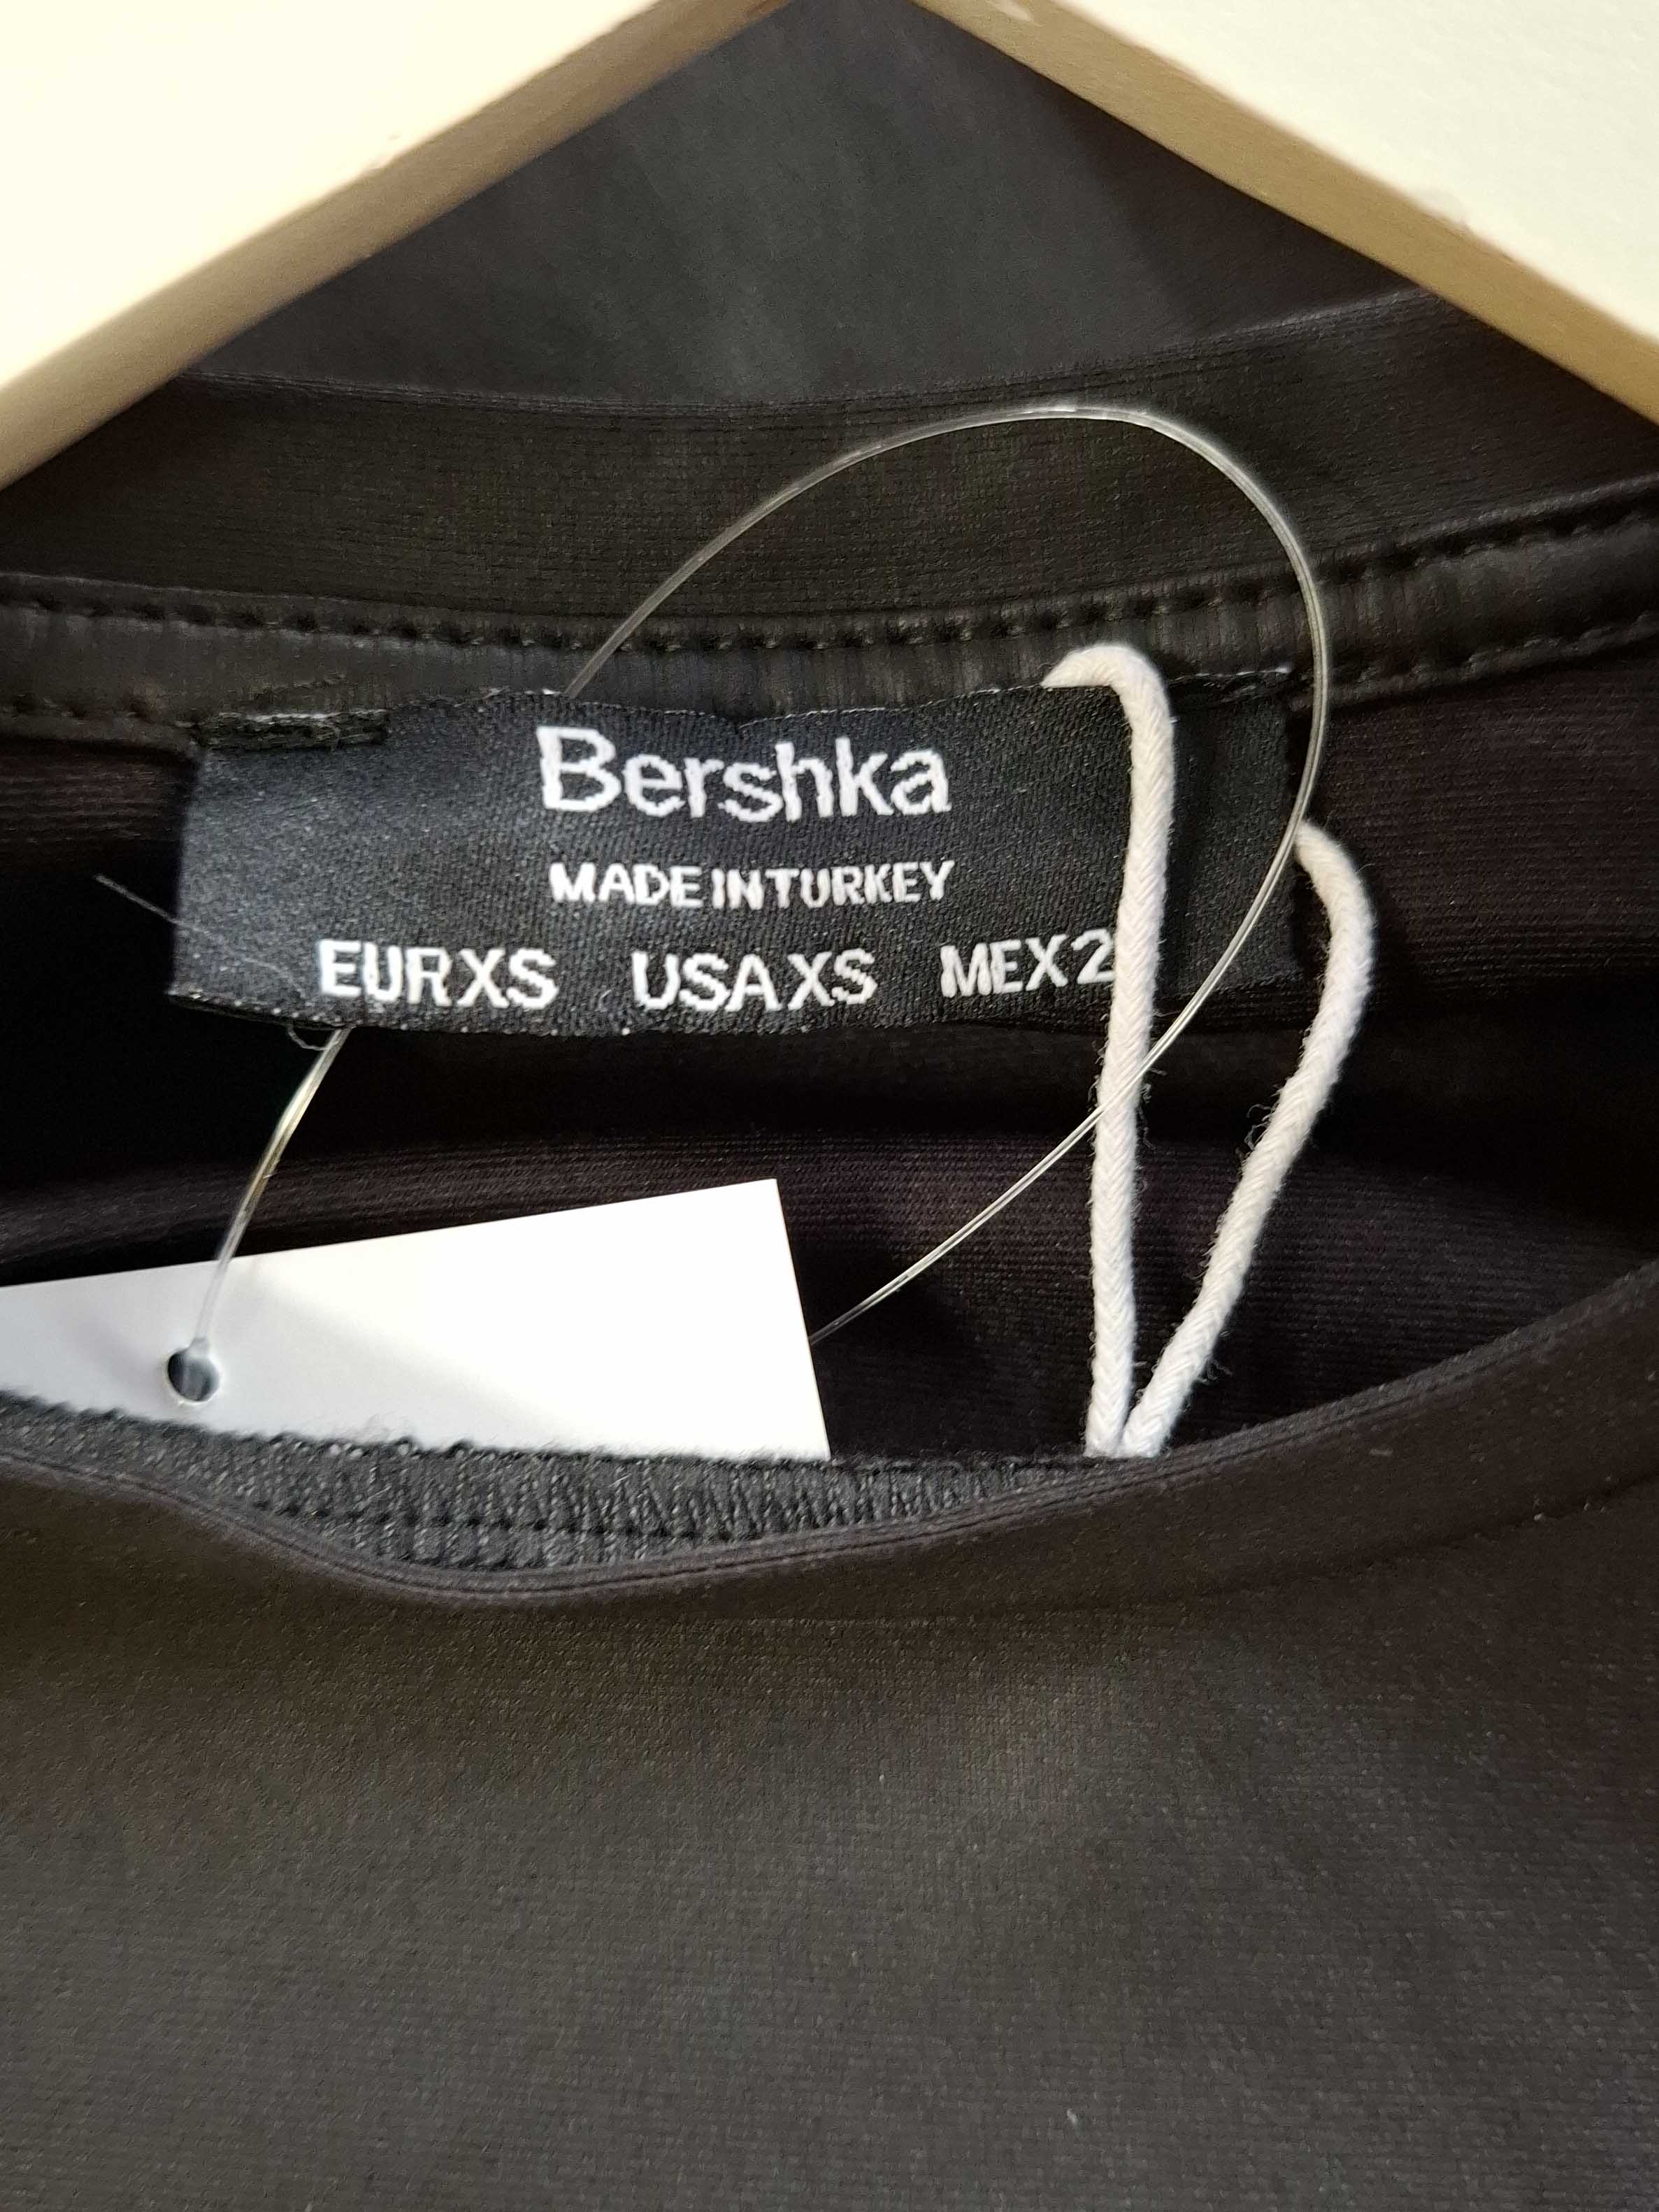 Bershka
MADE IN TURKEY
EUR XS USA XS MEX 2